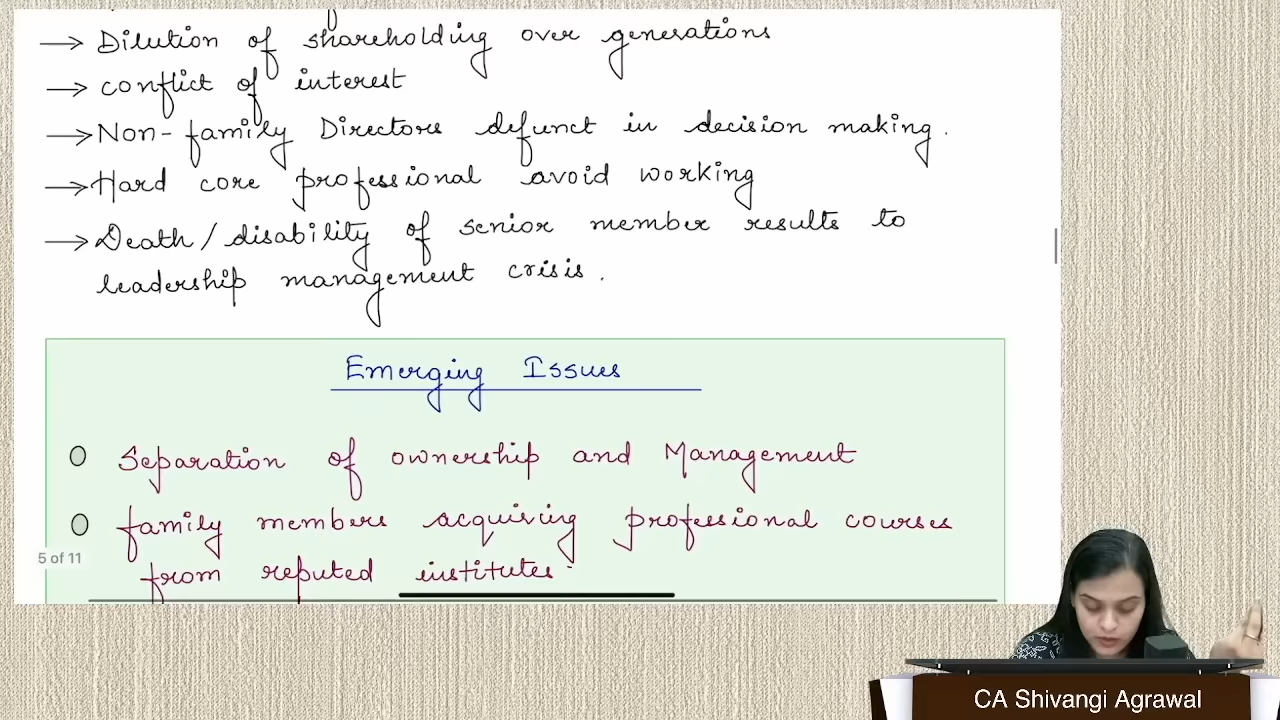 → Dilution of shareholding over generations
→ conflict of interest
→ Non-family Directors defunct in decision making.
→ Hard core professional avoid working
→ Death/disability of senior member results to
leadership management crisis.
Emerging Issues
○ Separation of ownership and Management
○ family members acquiring professional courses
5 of 11
from reputed institutes.
CA Shivangi Agrawal